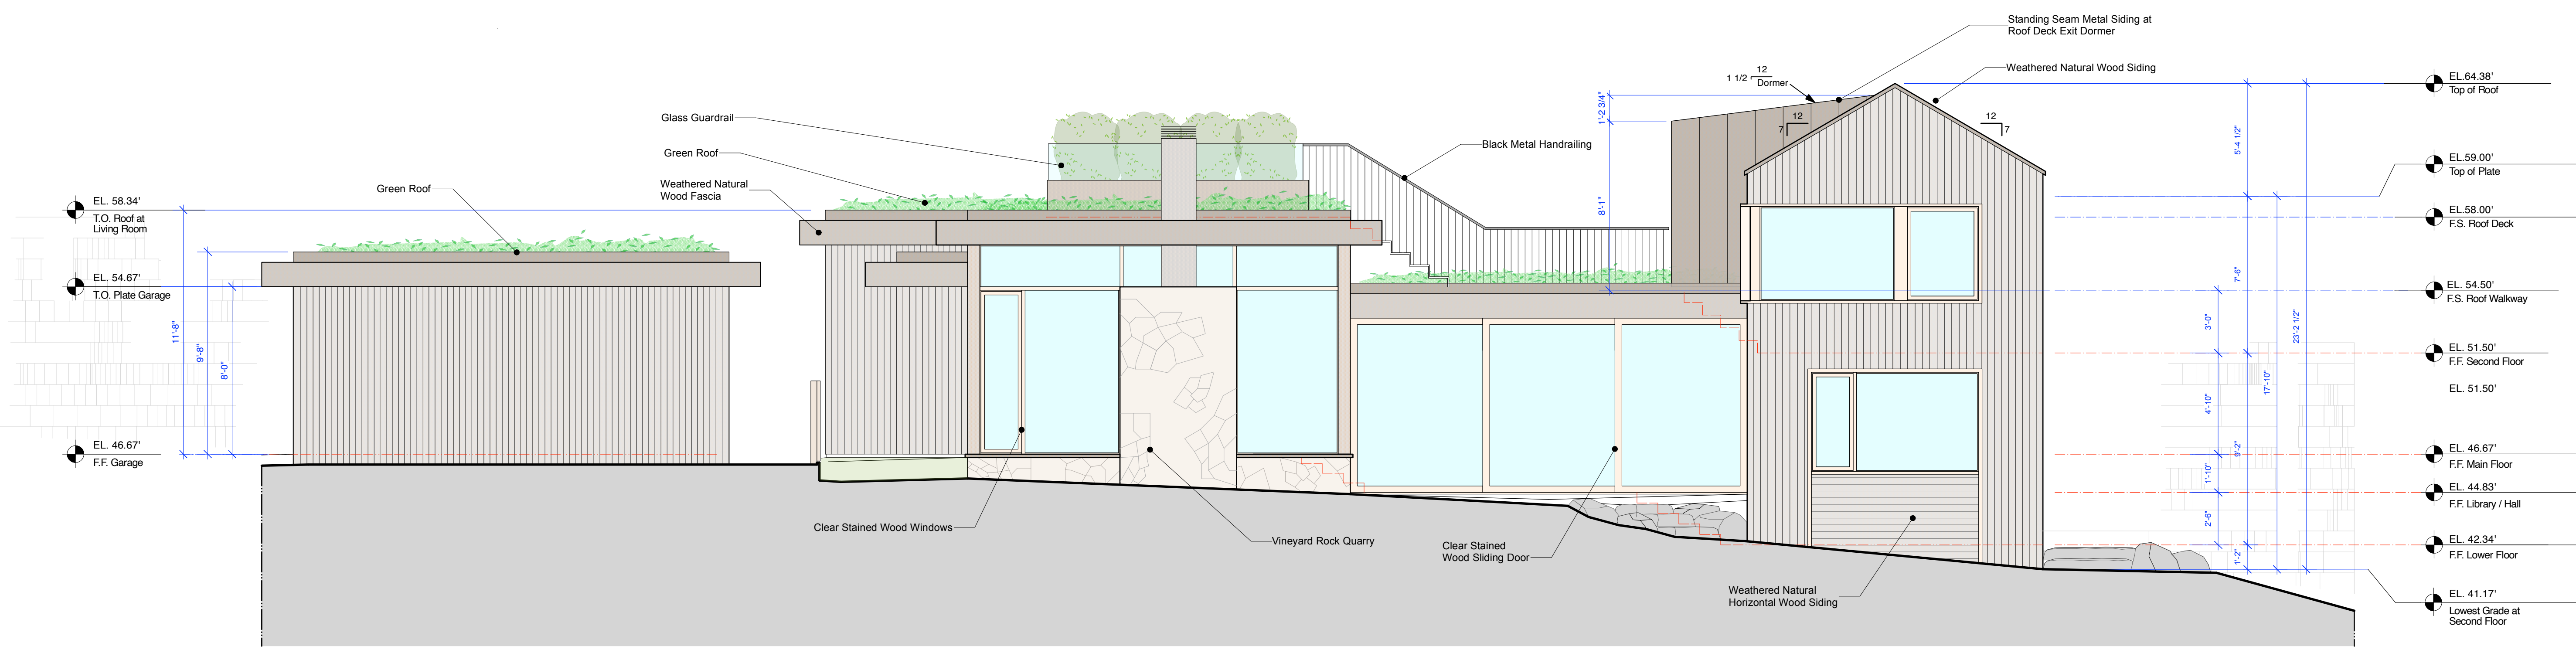 Standing Seam Metal Siding at
Roof Deck Exit Dormer
Weathered Natural Wood Siding
12
1 1/2
Dormer
12
7
12
7
Glass Guardrail
Green Roof
Weathered Natural
Wood Fascia
Green Roof
Black Metal Handrailing
1'-2 3/4"
8'-1"
EL. 58.34'
T.O. Roof at
Living Room
EL. 54.67'
T.O. Plate Garage
EL. 46.67'
F.F. Garage
11'-8"
9'-8"
8'-0"
Clear Stained Wood Windows
Vineyard Rock Quarry
Clear Stained
Wood Sliding Door
Weathered Natural
Horizontal Wood Siding
5'-4 1/2"
7'-6"
23'-2 1/2"
3'-0"
17'-10"
4'-10"
9'-2"
1'-10"
2'-6"
1'-2"
EL.64.38'
Top of Roof
EL.59.00'
Top of Plate
EL.58.00'
F.S. Roof Deck
EL. 54.50'
F.S. Roof Walkway
EL. 51.50'
F.F. Second Floor
EL. 51.50'
EL. 46.67'
F.F. Main Floor
EL. 44.83'
F.F. Library / Hall
EL. 42.34'
F.F. Lower Floor
EL. 41.17'
Lowest Grade at
Second Floor